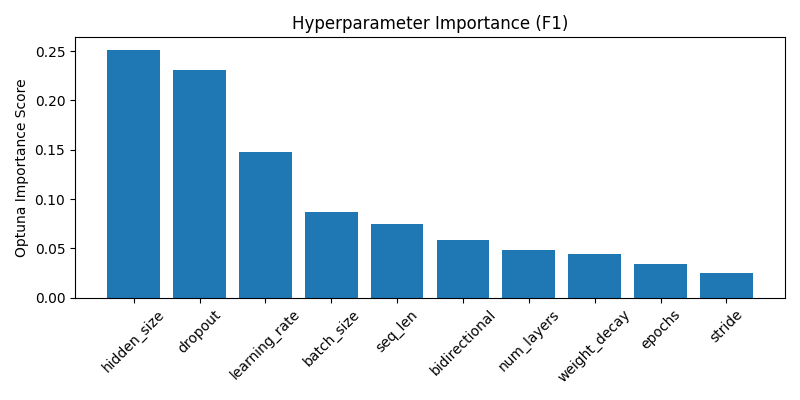 Hyperparameter Importance (F1)
Optuna Importance Score
0.25
0.20
0.15
0.10
0.05
0.00
hidden_size
dropout
learning_rate
batch_size
seq_len
bidirectional
num_layers
weight_decay
epochs
stride